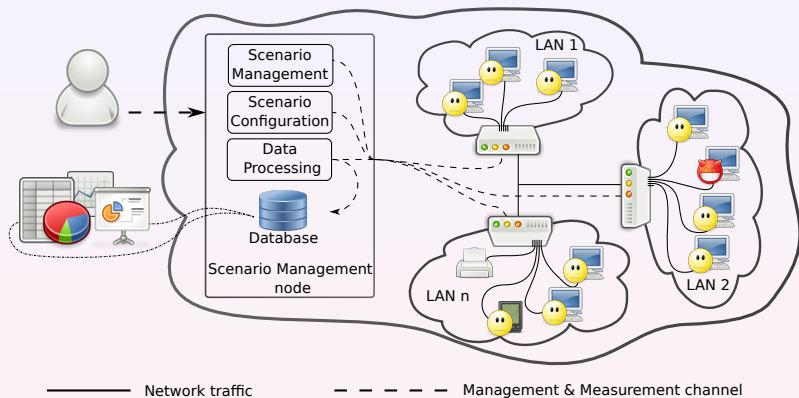 Scenario
Management
Scenario
Configuration
Data
Processing
Database
Scenario Management
node
LAN 1
LAN 2
LAN n
Network traffic
Management & Measurement channel